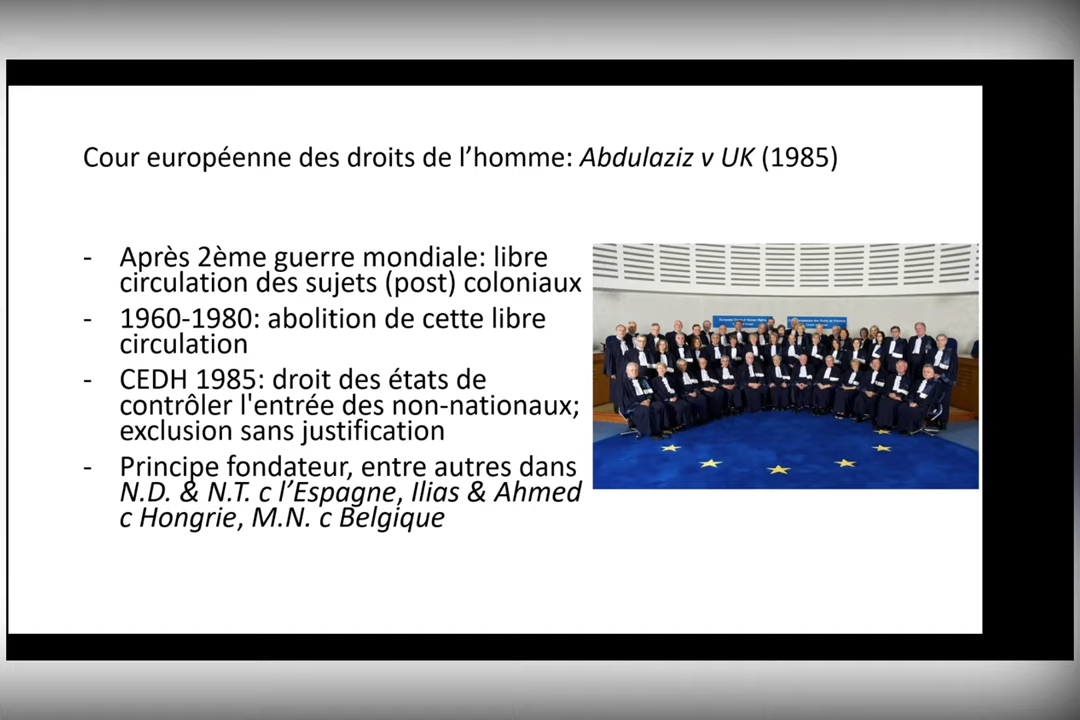 Cour européenne des droits de l’homme: Abdulaziz v UK (1985)
- Après 2ème guerre mondiale: libre
circulation des sujets (post) coloniaux
- 1960-1980: abolition de cette libre
circulation
- CEDH 1985: droit des états de
contrôler l'entrée des non-nationaux;
exclusion sans justification
- Principe fondateur, entre autres dans
N.D. & N.T. c l’Espagne, Ilias & Ahmed
c Hongrie, M.N. c Belgique